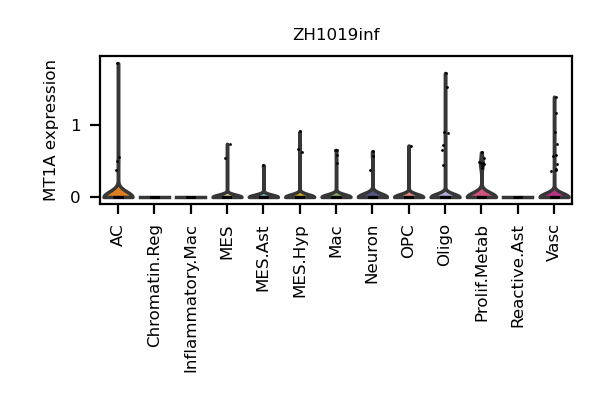 ZH1019inf
MT1A expression
1
0
AC
Chromatin.Reg
Inflammatory.Mac
MES
MES.Ast
MES.Hyp
Mac
Neuron
OPC
Oligo
Prolif.Metab
Reactive.Ast
Vasc